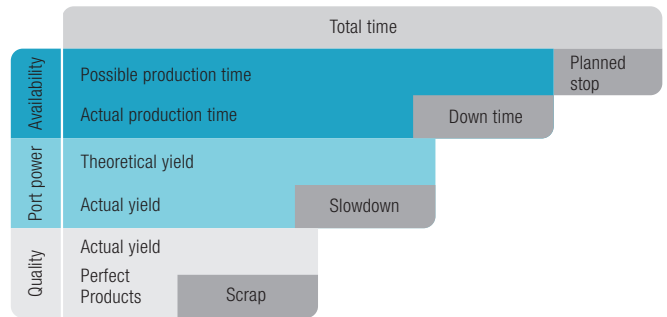 Total time
Availability
Possible production time
Planned
stop
Actual production time
Down time
Port power
Theoretical yield
Actual yield
Slowdown
Quality
Actual yield
Perfect
Products
Scrap